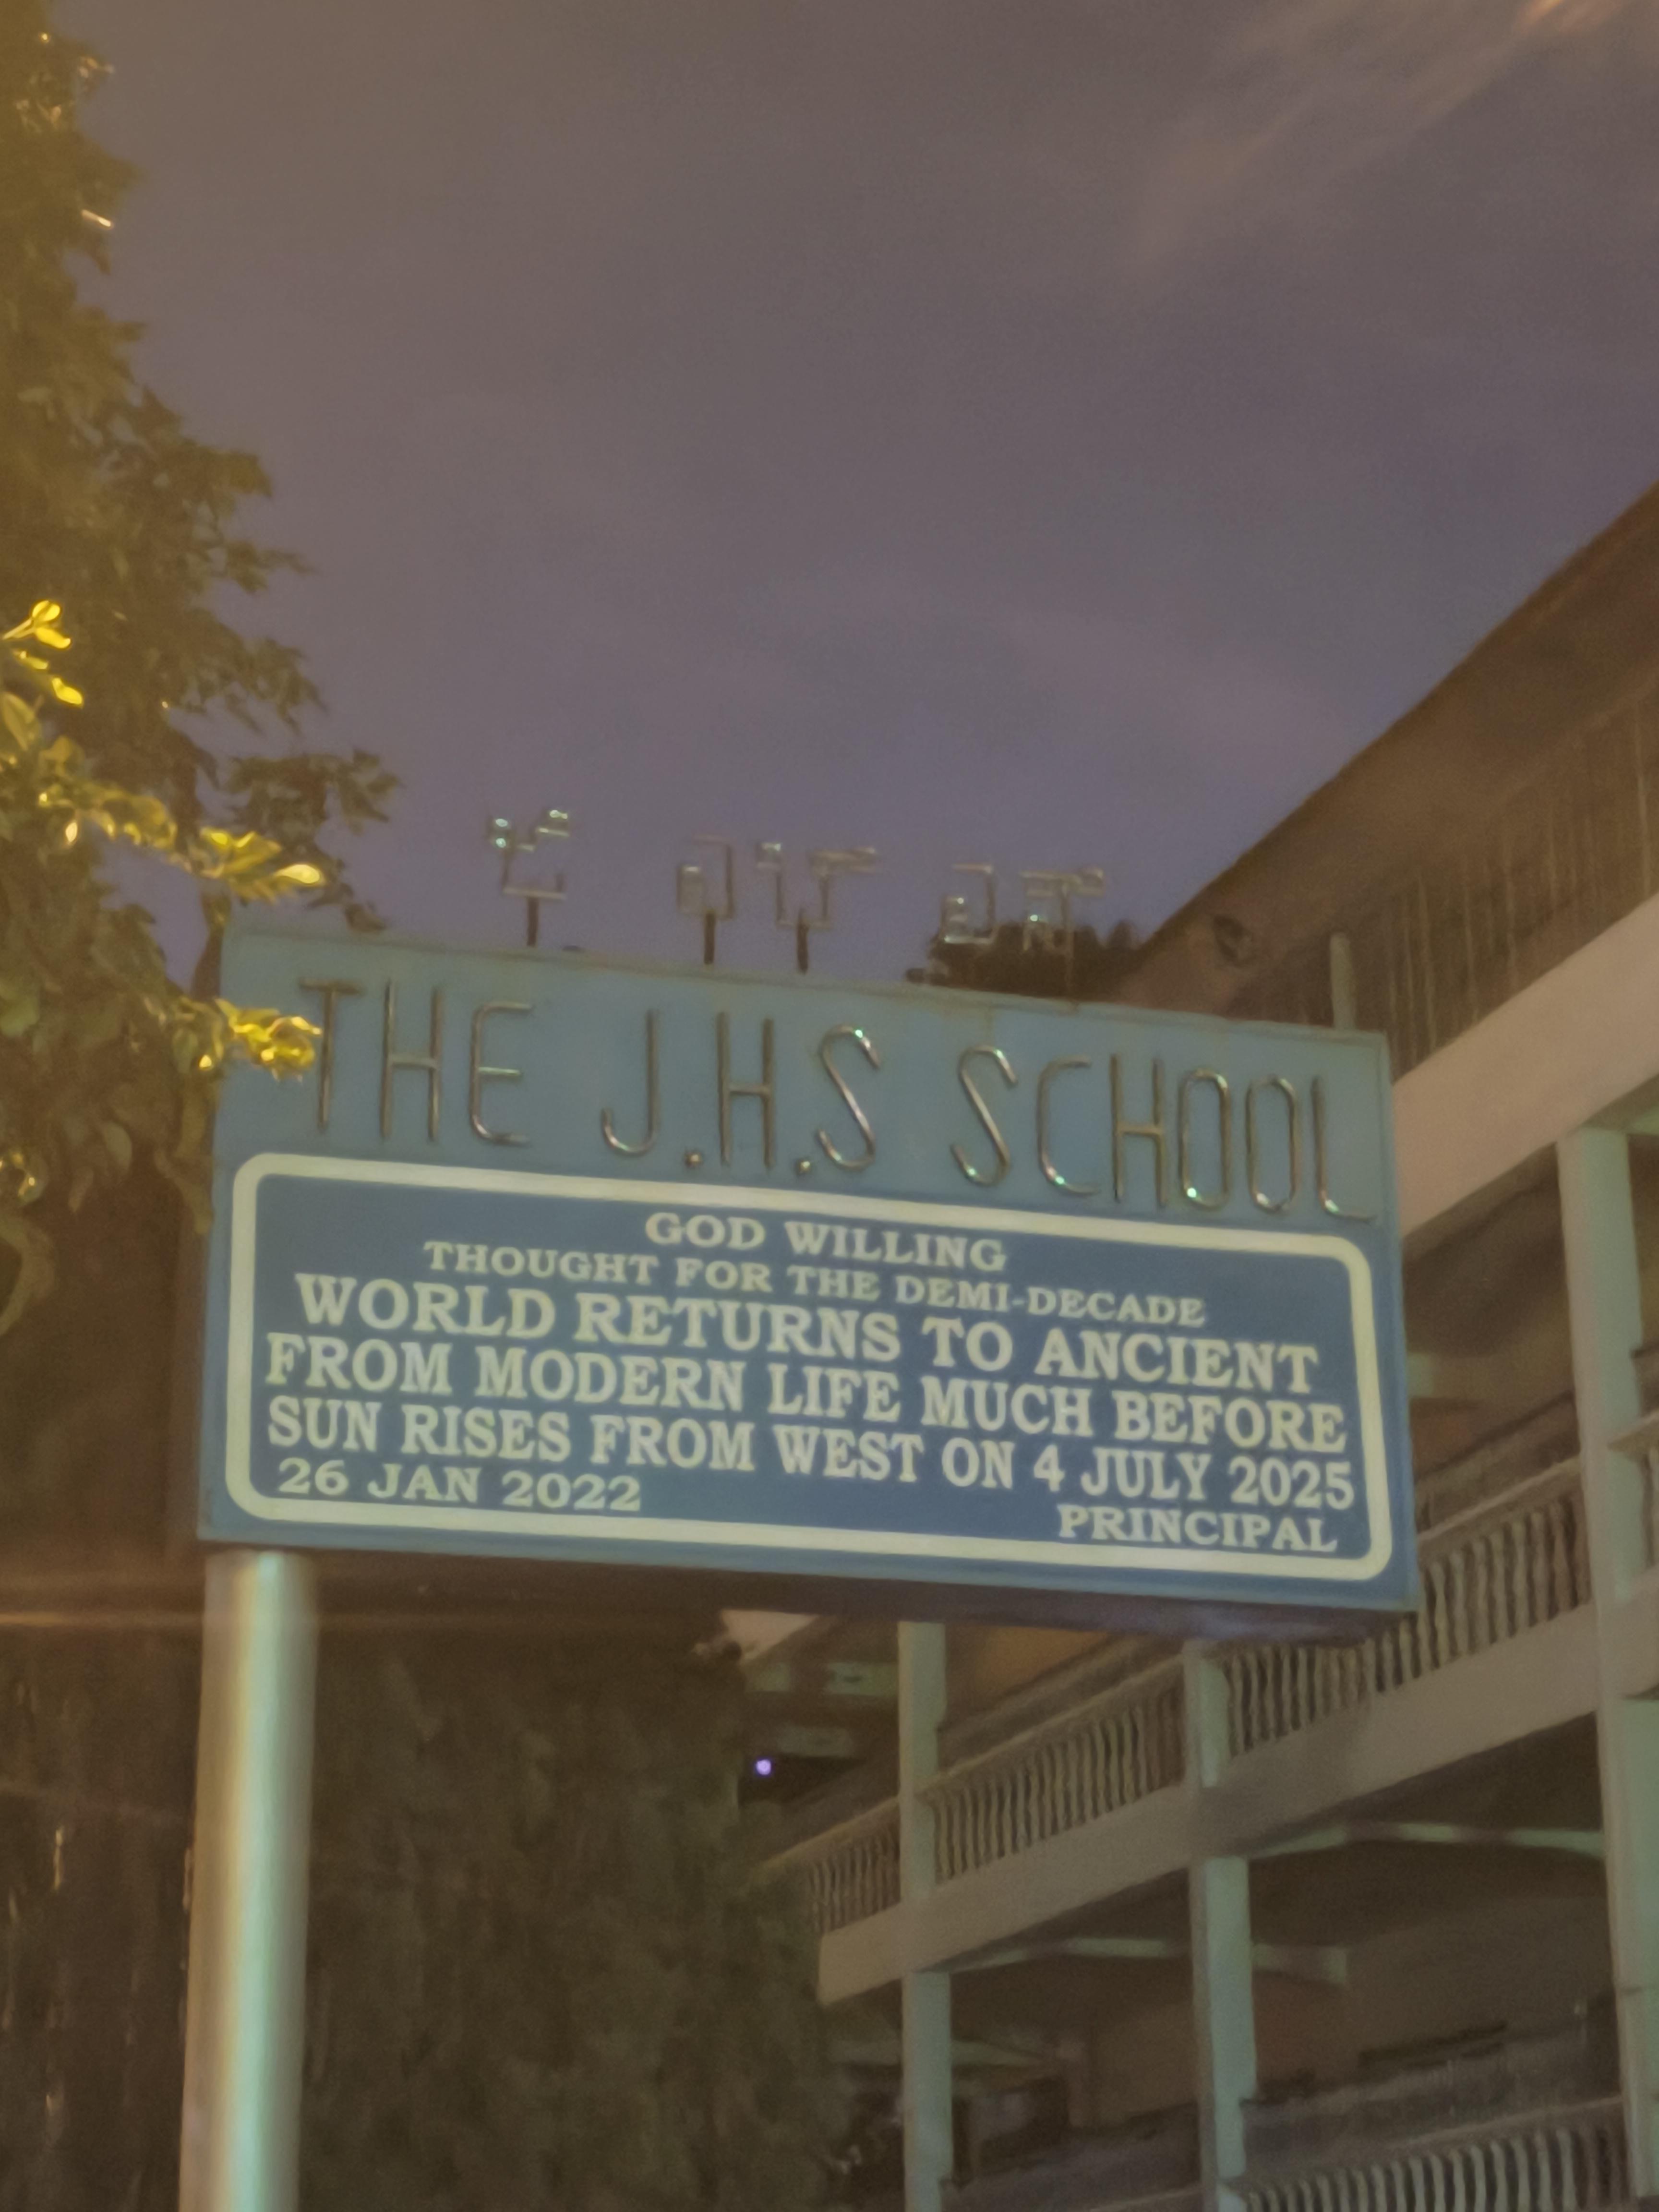 THE J.H.S SCHOOL
GOD WILLING
THOUGHT FOR THE DEMI-DECADE
WORLD RETURNS TO ANCIENT
FROM MODERN LIFE MUCH BEFORE
SUN RISES FROM WEST ON 4 JULY 2025
26 JAN 2022
PRINCIPAL